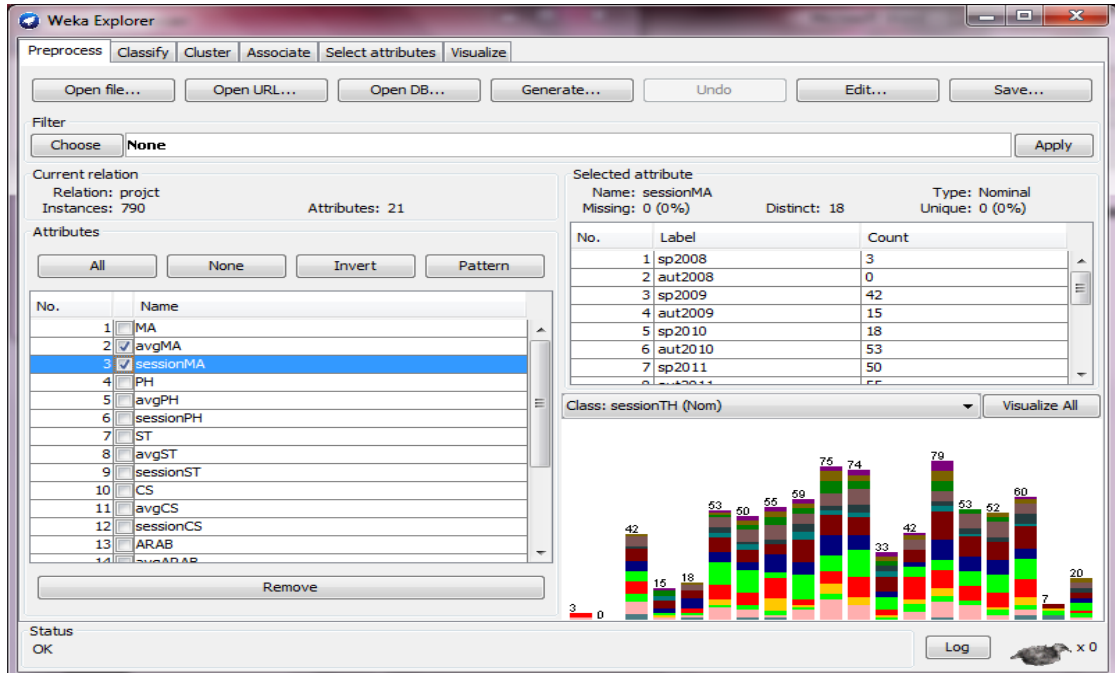 Weka Explorer
Preprocess Classify Cluster Associate Select attributes Visualize
Open file... Open URL... Open DB... Generate... Undo Edit... Save...
Filter
Choose None Apply
Current relation
Relation: projct
Instances: 790 Attributes: 21
Attributes
All None Invert Pattern
No. Name
1 MA
2 avgMA
3 sessionMA
4 PH
5 avgPH
6 sessionPH
7 ST
8 avgST
9 sessionST
10 CS
11 avgCS
12 sessionCS
13 ARAB
14 avgARAB
Remove
Selected attribute
Name: sessionMA Type: Nominal
Missing: 0 (0%) Distinct: 18 Unique: 0 (0%)
No. Label Count
1 sp2008 3
2 aut2008 0
3 sp2009 42
4 aut2009 15
5 sp2010 18
6 aut2010 53
7 sp2011 50
8 aut2011 55
Class: sessionTH (Nom) Visualize All
3 0 42 15 18 53 50 55 59 75 74 33 42 79 53 52 60 7 20
Status
OK
Log x 0